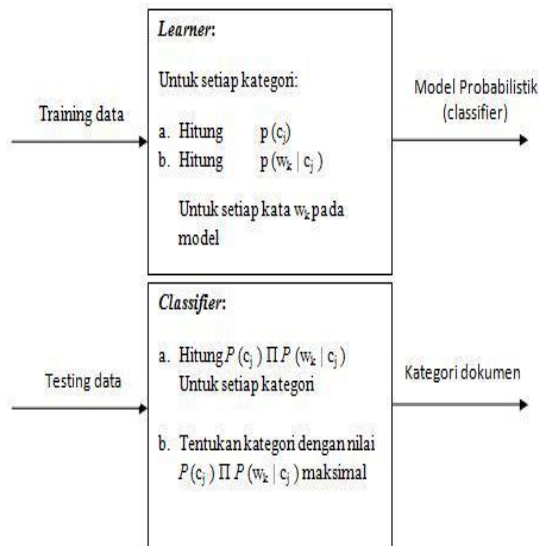 Learner:
Untuk setiap kategori:
Training data
a. Hitung p(cj)
b. Hitung p(wk | cj )
Untuk setiap kata wk pada
model
Model Probabilistik
(classifier)
Classifier:
Testing data
a. Hitung P (cj ) Π P (wk | cj )
Untuk setiap kategori
b. Tentukan kategori dengan nilai
P(cj ) Π P (wk | cj ) maksimal
Kategori dokumen